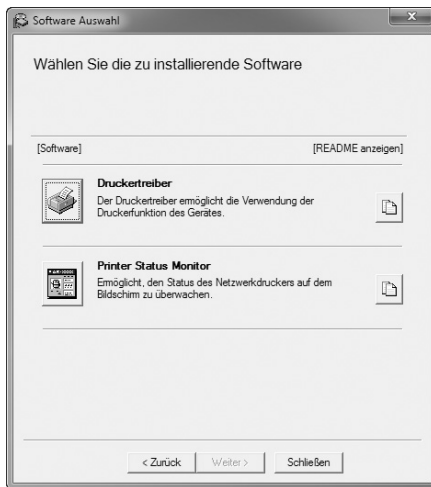 Software Auswahl
Wählen Sie die zu installierende Software
[Software] [README anzeigen]
Druckertreiber
Der Druckertreiber ermöglicht die Verwendung der
Druckerfunktion des Gerätes.
Printer Status Monitor
Ermöglicht, den Status des Netzwerkdruckers auf dem
Bildschirm zu überwachen.
< Zurück Weiter > Schließen